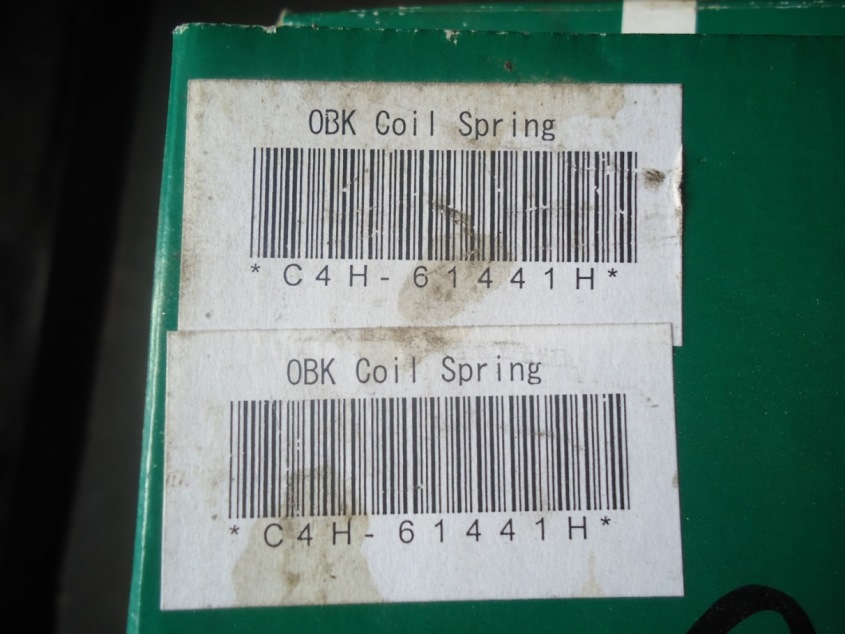 OBK Coil Spring
*C4H-61441H*
OBK Coil Spring
*C4H-61441H*